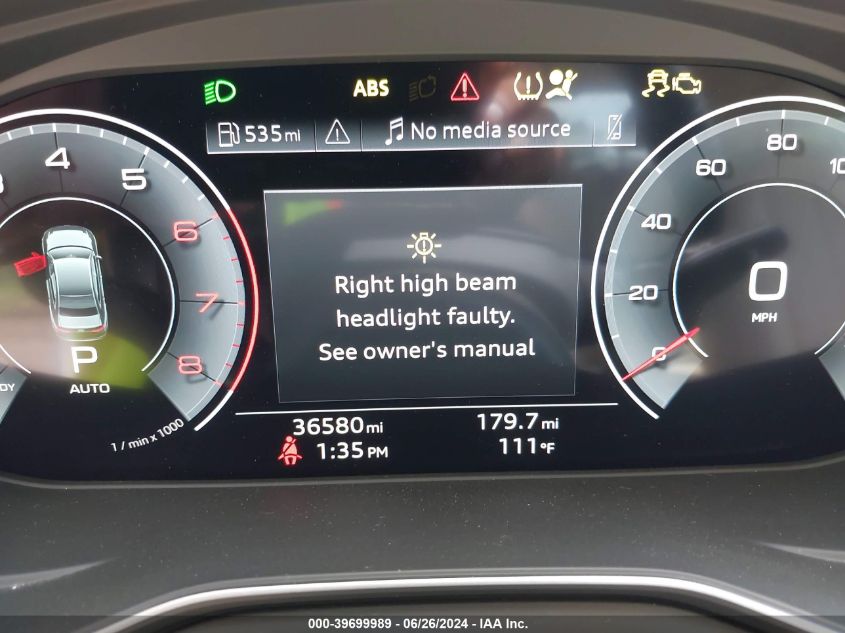 ABS
535mi
No media source
3 4 5 6 7 8
20 40 60 80
0
MPH
Right high beam
headlight faulty.
See owner's manual
P
AUTO
1 / min x 1000
36580mi 179.7mi
1:35 PM 111°F
000-39699989 / 06/26/2024 - IAA Inc.